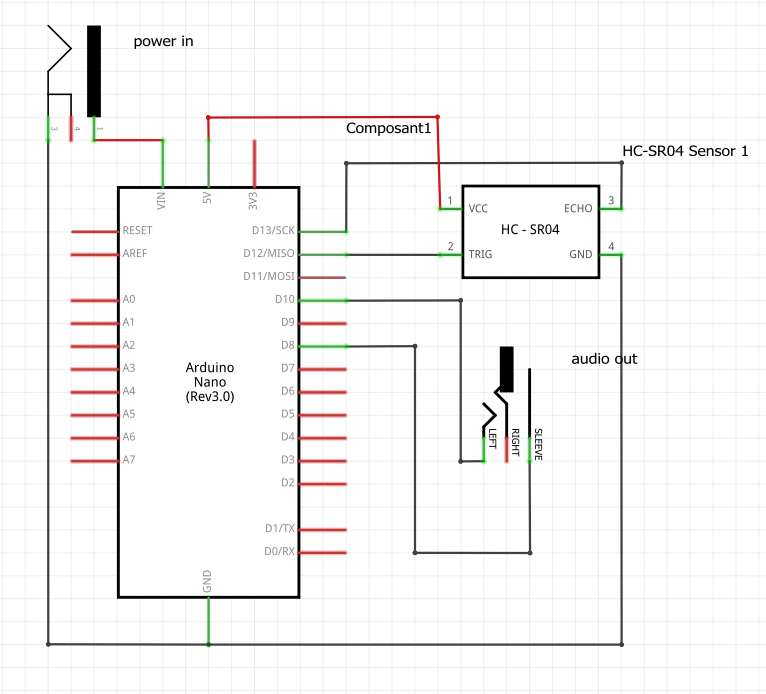 power in
3
4
1
Composant1
HC-SR04 Sensor 1
VIN
5V
3V3
1
VCC
ECHO
3
HC - SR04
2
TRIG
GND
4
RESET
D13/SCK
AREF
D12/MISO
D11/MOSI
A0
D10
A1
D9
A2
D8
A3
D7
A4
D6
A5
D5
A6
D4
A7
D3
D2
D1/TX
D0/RX
Arduino
Nano
(Rev3.0)
GND
audio out
LEFT
RIGHT
SLEEVE